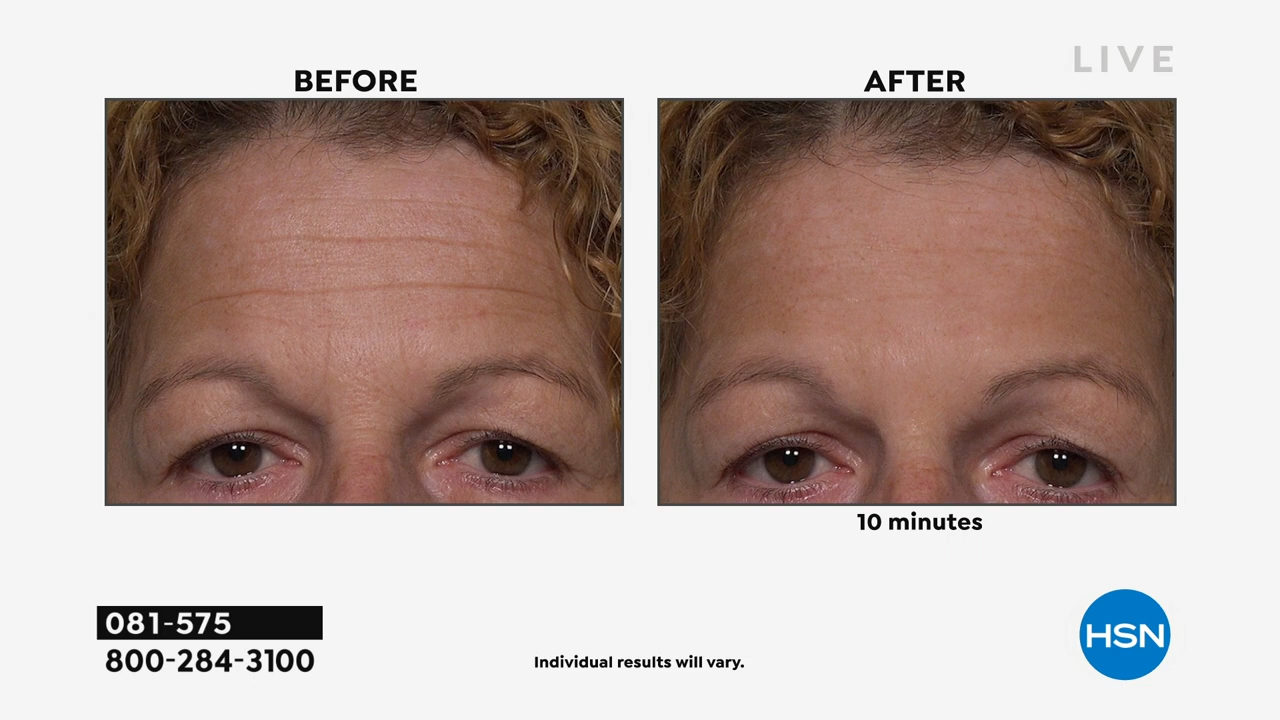 LIVE
BEFORE
AFTER
10 minutes
081-575
800-284-3100
Individual results will vary.
HSN